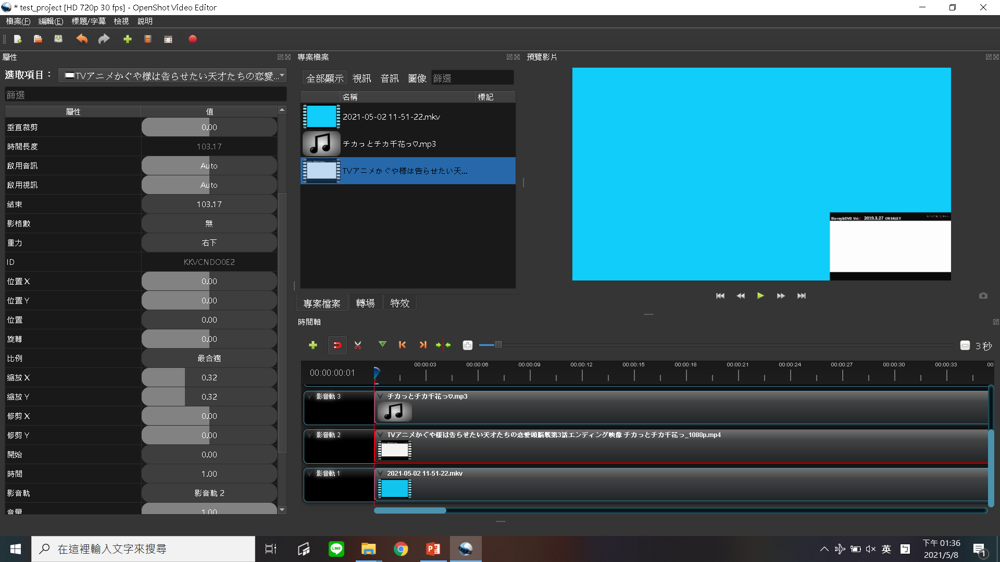 * test_project [HD 720p 30 fps] - OpenShot Video Editor
檔案(F) 編輯(E) 標題/字幕 檢視 說明
屬性
選取項目：
TVアニメかぐや様は告らせたい天才たちの恋愛...
篩選
屬性 值
垂直裁剪 0.00
時間長度 103.17
啟用音訊 Auto
啟用視訊 Auto
結束 103.17
影格數 無
重力 右下
ID KKVCNDO0E2
位置 X 0.00
位置 Y 0.00
位置 0.00
旋轉 0.00
比例 最合適
縮放 X 0.32
縮放 Y 0.32
修剪 X 0.00
修剪 Y 0.00
開始 0.00
時間 1.00
影音軌 影音軌 2
音量 1.00
專案檔案
全部顯示 視訊 音訊 圖像 篩選
名稱 標記
2021-05-02 11-51-22.mkv
チカっとチカ千花っ♡.mp3
TVアニメかぐや様は告らせたい天...
專案檔案 轉場 特效
預覽影片
Blu-ray&DVD Vol.1 2019.3.27 ON SALE!!
時間軸
3 秒
00:00:00:01
00:00:03 00:00:06 00:00:09 00:00:12 00:00:15 00:00:18 00:00:21 00:00:24 00:00:27 00:00:30 00:00:33 00
影音軌 3
チカっとチカ千花っ♡.mp3
影音軌 2
TVアニメかぐや様は告らせたい天才たちの恋愛頭脳戦第3話エンディング映像 チカっとチカ千花っ_1080p.mp4
影音軌 1
2021-05-02 11-51-22.mkv
在這裡輸入文字來搜尋
LINE
英
下午 01:36
2021/5/8
1